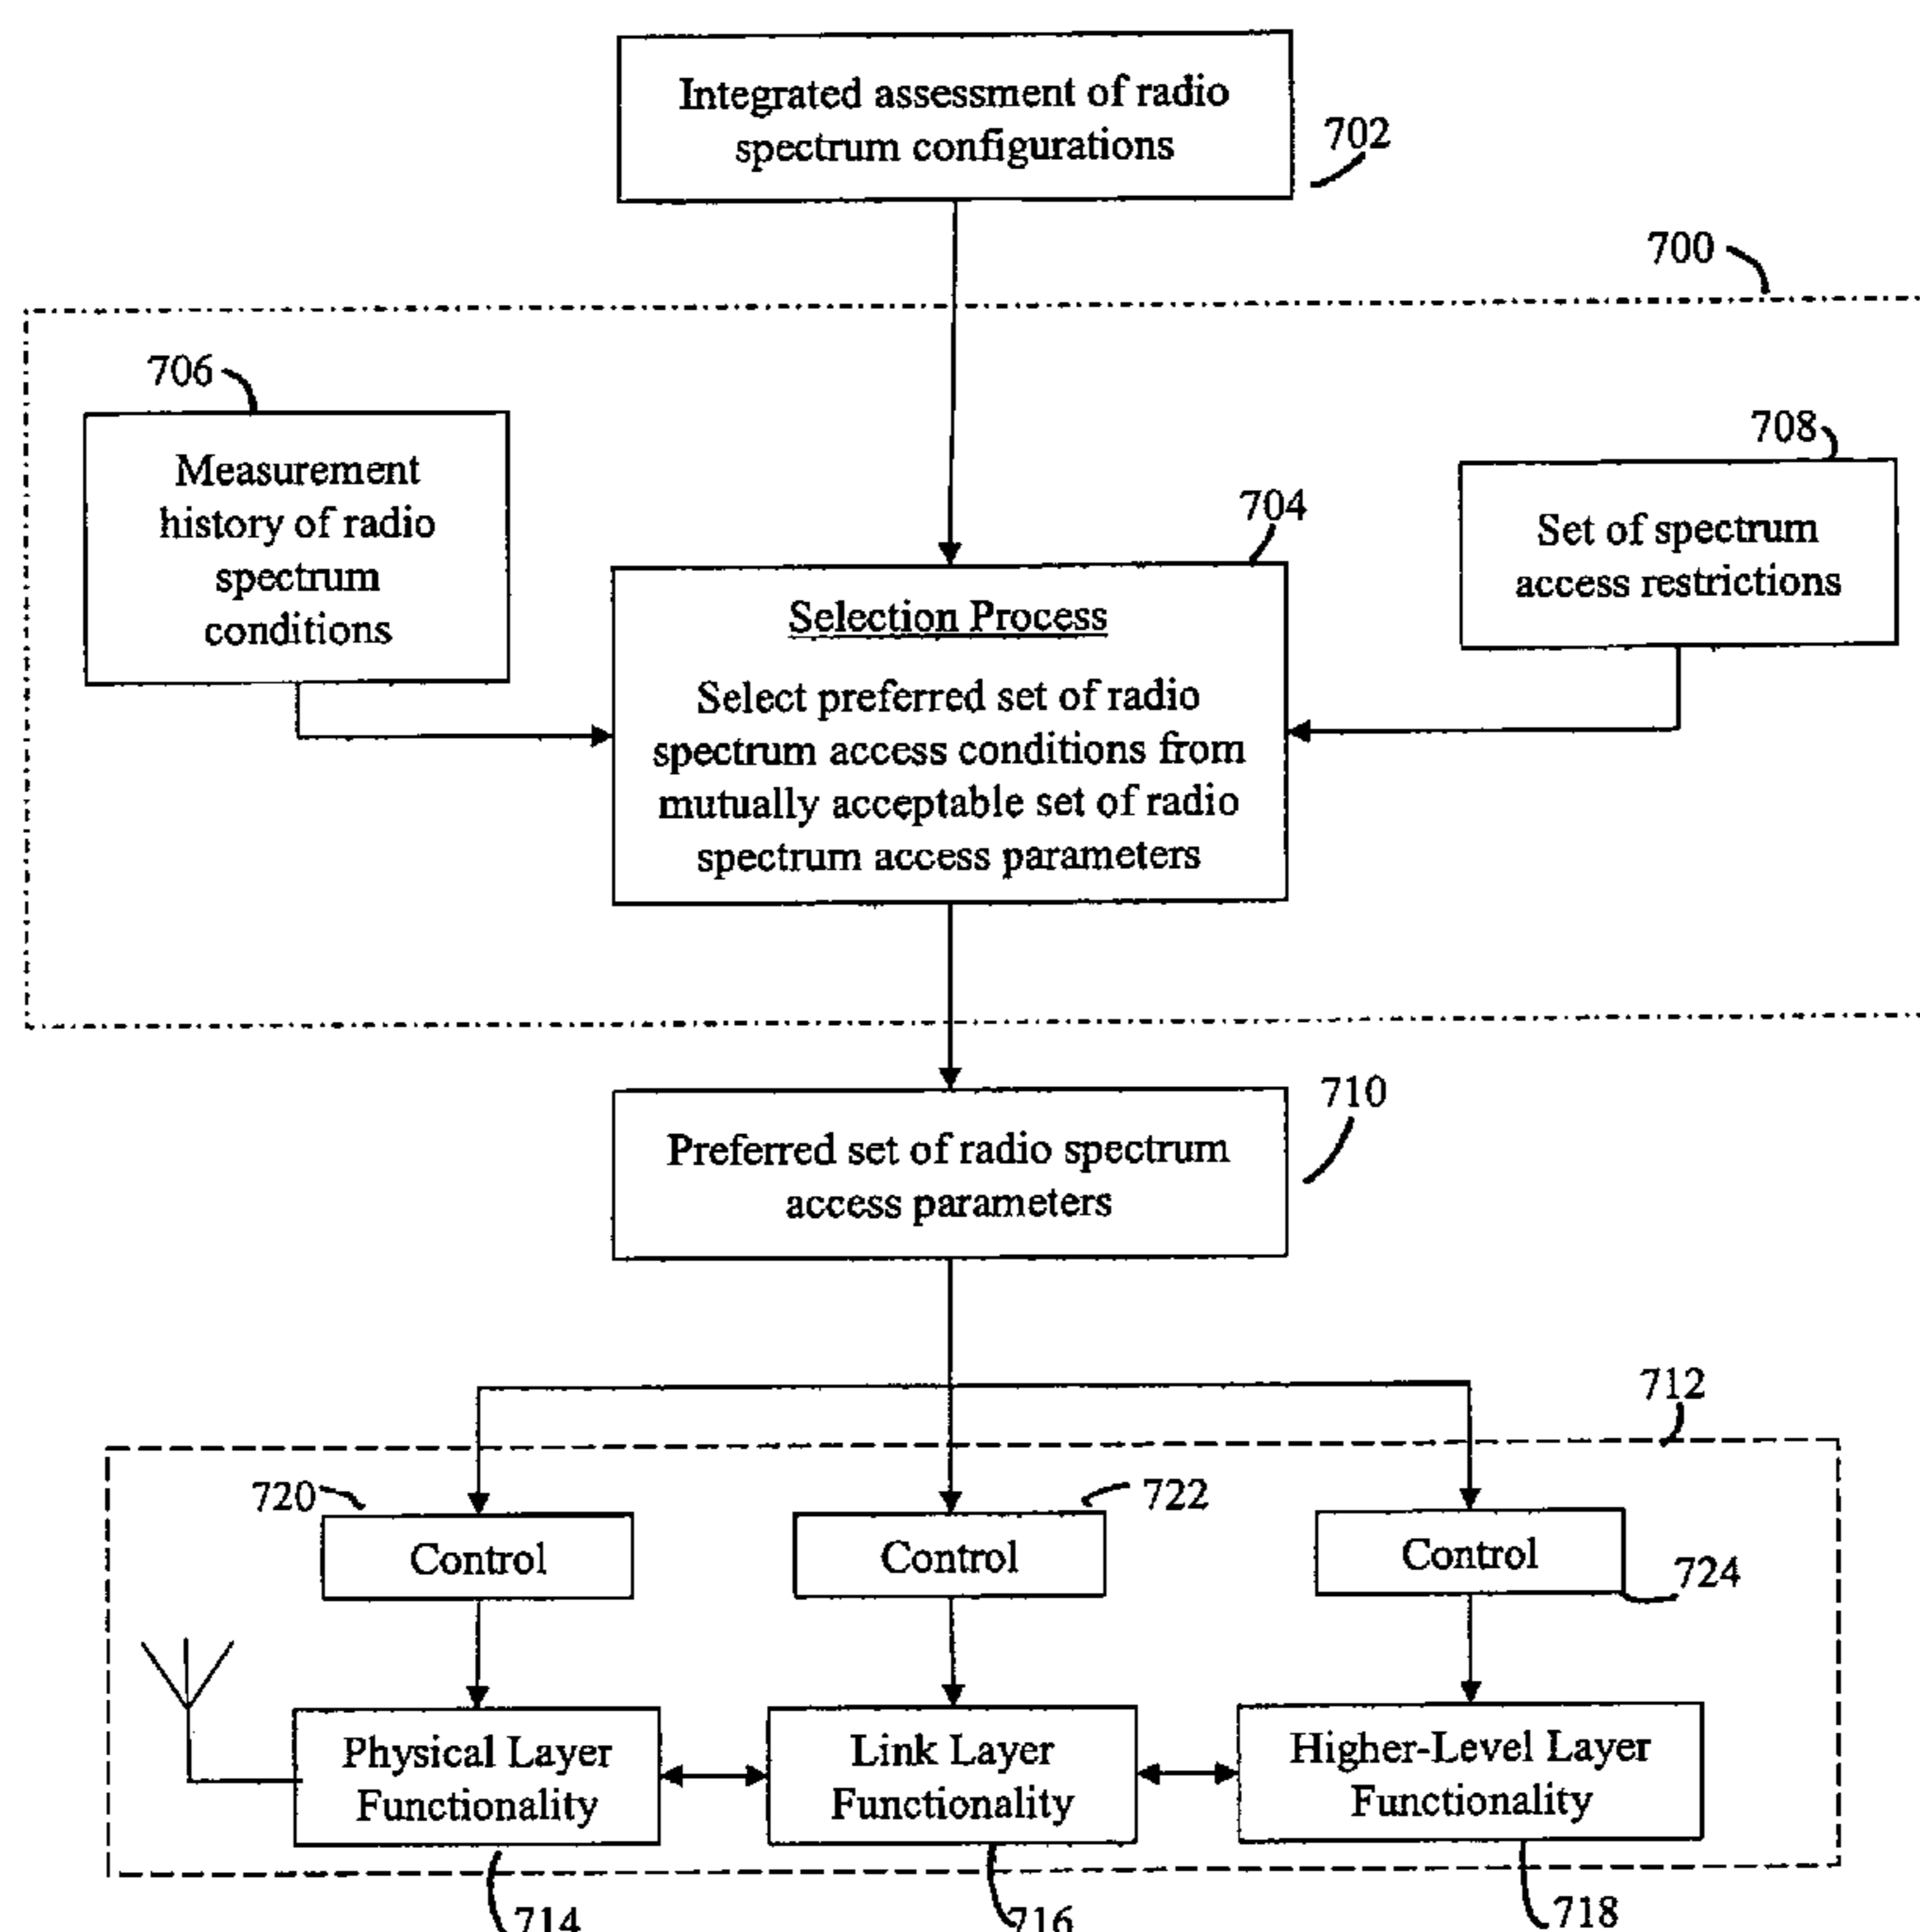 Integrated assessment of radio
spectrum configurations
702
700
706
Measurement
history of radio
spectrum
conditions
708
Set of spectrum
access restrictions
704
Selection Process
Select preferred set of radio
spectrum access conditions from
mutually acceptable set of radio
spectrum access parameters
710
Preferred set of radio spectrum
access parameters
712
720
Control
722
Control
724
Control
Physical Layer
Functionality
Link Layer
Functionality
Higher-Level Layer
Functionality
714
716
718